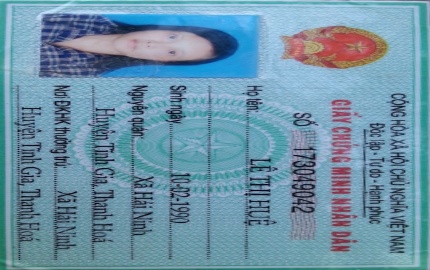 CỘNG HÒA XÃ HỘI CHỦ NGHĨA VIỆT NAM
Độc lập - Tự do - Hạnh phúc
GIẤY CHỨNG MINH NHÂN DÂN
SỐ 173049042
Họ tên: LÊ THỊ HUỆ
Sinh ngày: 10-02-1990
Nguyên quán: Xã Hải Ninh
Huyện Tĩnh Gia, Thanh Hoá
Nơi ĐKHK thường trú: Xã Hải Ninh
Huyện Tĩnh Gia, Thanh Hoá